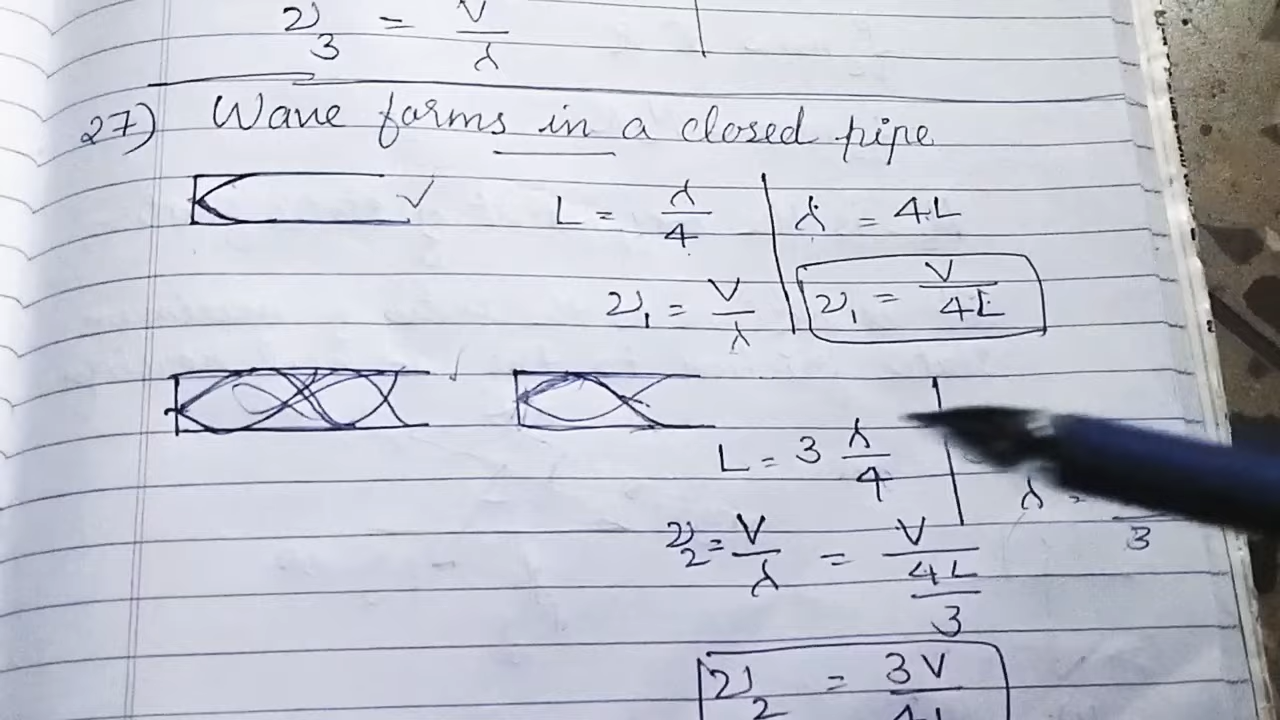 ν₃ = V/λ
27) Wave forms in a closed pipe
L = λ/4 | λ = 4L
ν₁ = V/λ | ν₁ = V/4L
L = 3 λ/4
λ = /3
ν₂ = V/λ = V/(4L/3)
ν₂ = 3V/4L